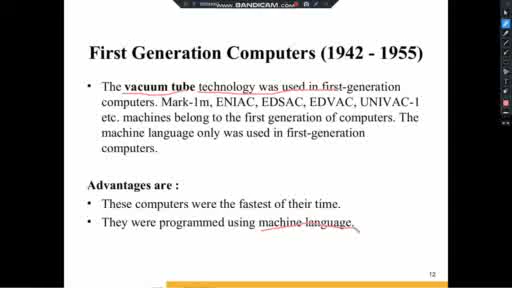 www.BANDICAM.com
First Generation Computers (1942 - 1955)
• The vacuum tube technology was used in first-generation
computers. Mark-1m, ENIAC, EDSAC, EDVAC, UNIVAC-1
etc. machines belong to the first generation of computers. The
machine language only was used in first-generation
computers.
Advantages are :
• These computers were the fastest of their time.
• They were programmed using machine language.
12